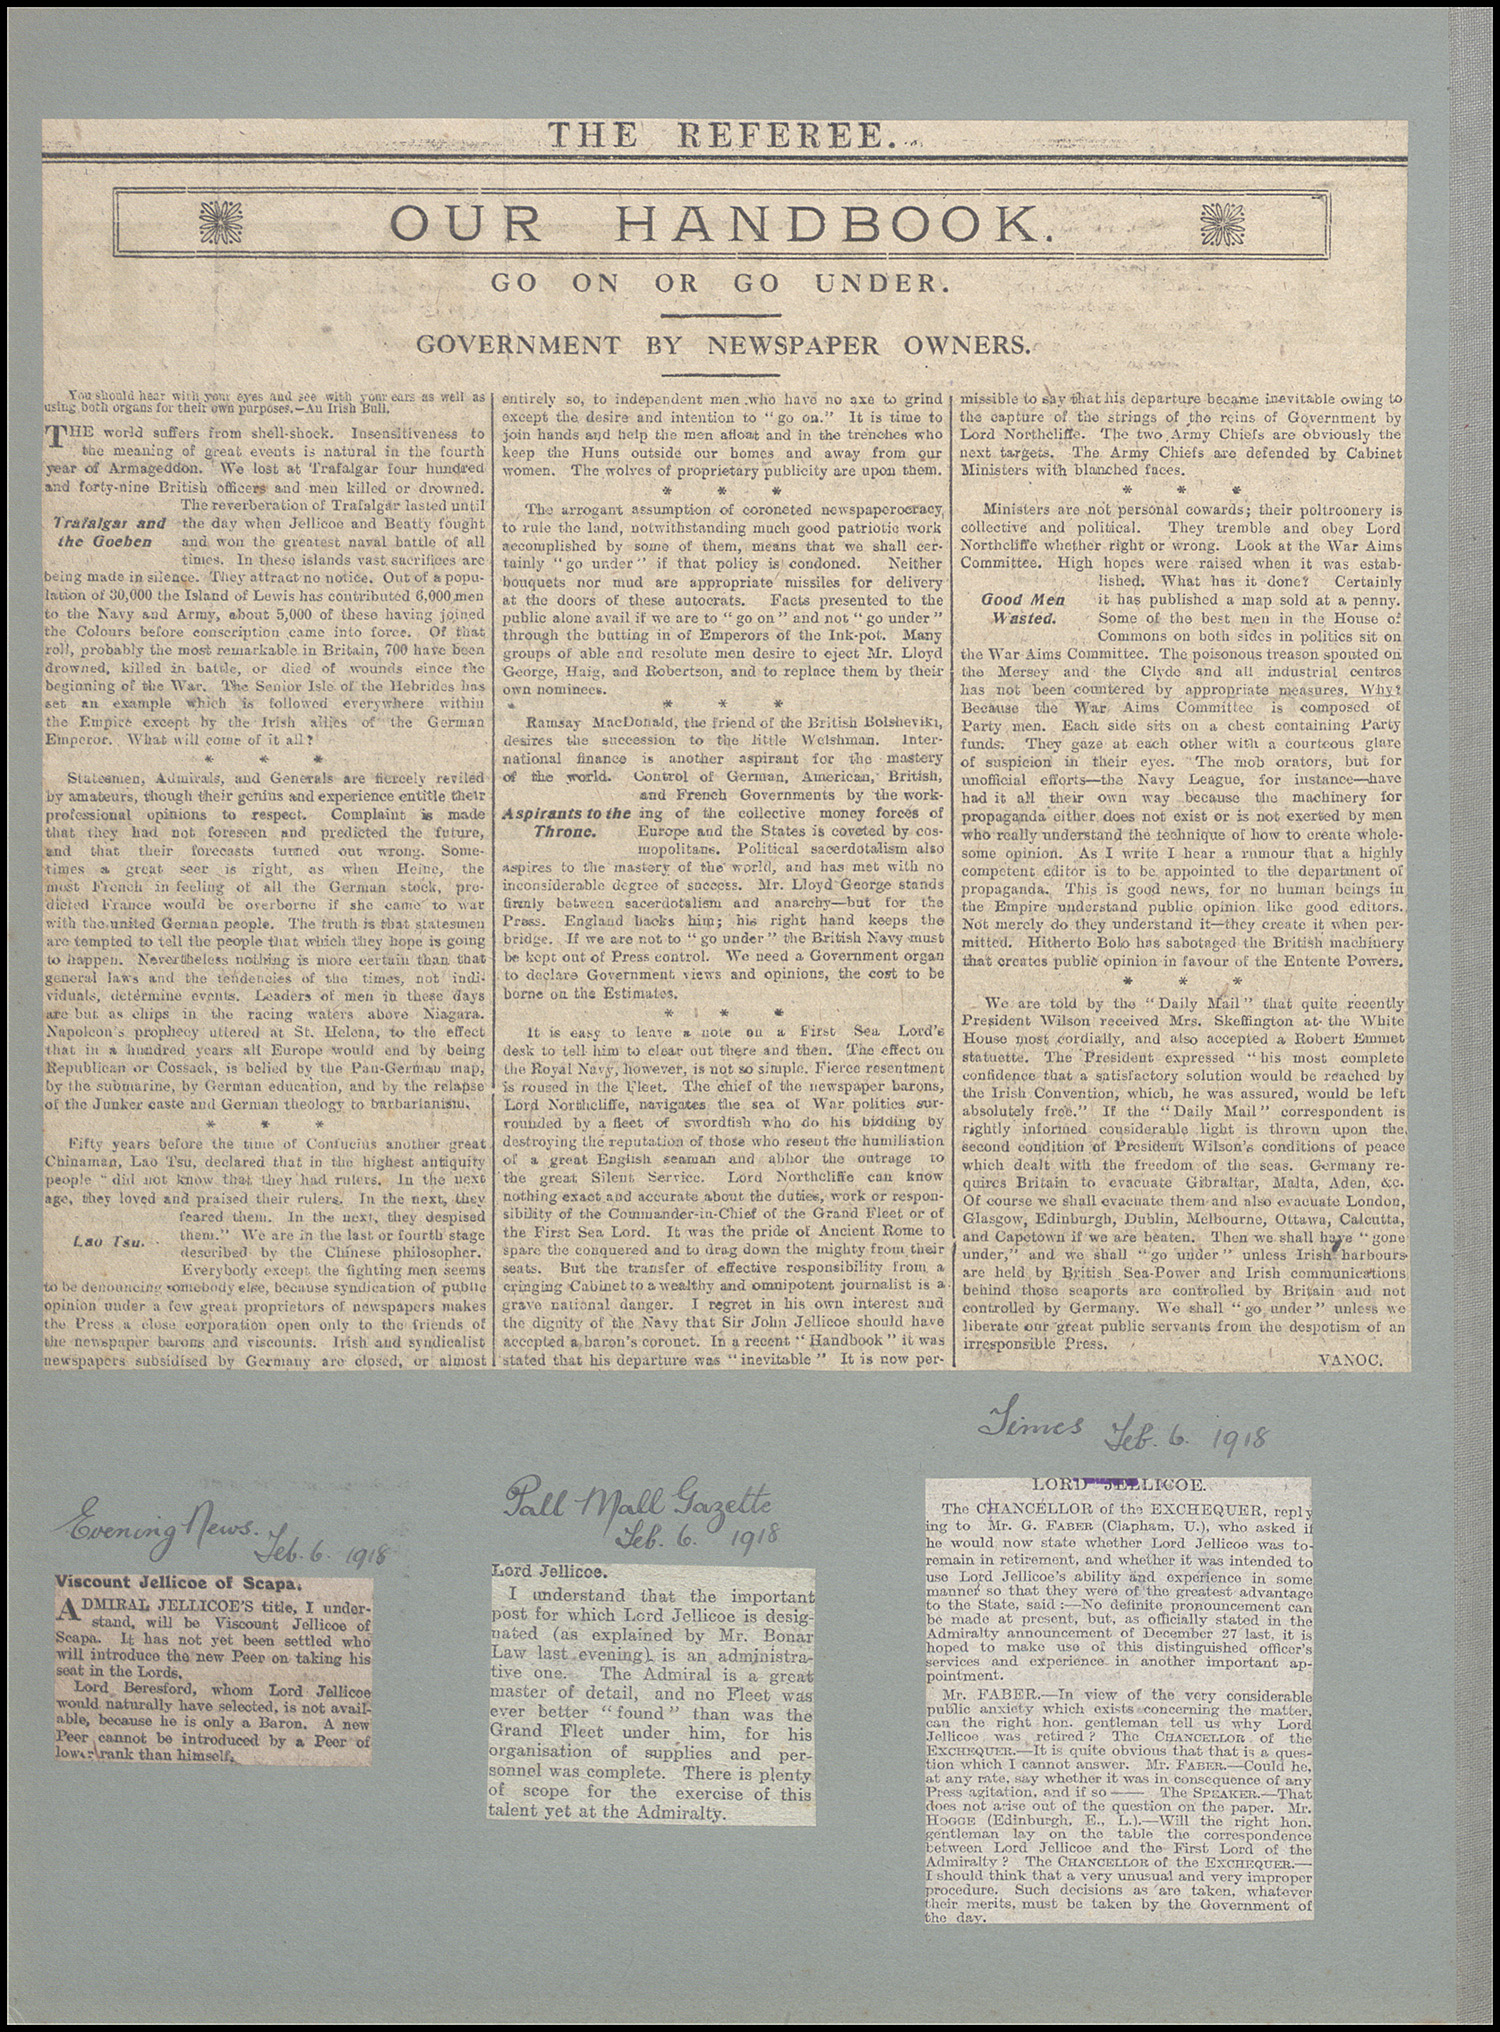 THE REFEREE.
OUR HANDBOOK.
GO ON OR GO UNDER.
GOVERNMENT BY NEWSPAPER OWNERS.
You should hear with your eyes and see with your ears as well as
using both organs for their own purposes.—An Irish Bull.
THE world suffers from shell-shock. Insensitiveness to
the meaning of great events is natural in the fourth
year of Armageddon. We lost at Trafalgar four hundred
and forty-nine British officers and men killed or drowned.
The reverberation of Trafalgar lasted until
Trafalgar and the day when Jellicoe and Beatty fought
the Goeben and won the greatest naval battle of all
times. In these islands vast sacrifices are
being made in silence. They attract no notice. Out of a popu-
lation of 30,000 the Island of Lewis has contributed 6,000 men
to the Navy and Army, about 5,000 of these having joined
the Colours before conscription came into force. Of that
roll, probably the most remarkable in Britain, 700 have been
drowned, killed in battle, or died of wounds since the
beginning of the War. The Senior Isle of the Hebrides has
set an example which is followed everywhere within
the Empire except by the Irish allies of the German
Emperor. What will come of it all?
* * *
Statesmen, Admirals, and Generals are fiercely reviled
by amateurs, though their genius and experience entitle their
professional opinions to respect. Complaint is made
that they had not foreseen and predicted the future,
and that their forecasts turned out wrong. Some-
times a great seer is right, as when Heine, the
most French in feeling of all the German stock, pre-
dicted France would be overborne if she came to war
with the united German people. The truth is that statesmen
are tempted to tell the people that which they hope is going
to happen. Nevertheless nothing is more certain than that
general laws and the tendencies of the times, not indi-
viduals, determine events. Leaders of men in these days
are but as chips in the racing waters above Niagara.
Napoleon's prophecy uttered at St. Helena, to the effect
that in a hundred years all Europe would end by being
Republican or Cossack, is belied by the Pan-German map,
by the submarine, by German education, and by the relapse
of the Junker caste and German theology to barbarianism.
* * *
Fifty years before the time of Confucius another great
Chinaman, Lao Tsu, declared that in the highest antiquity
people "did not know that they had rulers. In the next
age, they loved and praised their rulers. In the next, they
feared them. In the next, they despised
Lao Tsu. them." We are in the last or fourth stage
described by the Chinese philosopher.
Everybody except the fighting men seems
to be denouncing somebody else, because syndication of public
opinion under a few great proprietors of newspapers makes
the Press a close corporation open only to the friends of
the newspaper barons and viscounts. Irish and syndicalist
newspapers subsidised by Germany are closed, or almost
entirely so, to independent men who have no axe to grind
except the desire and intention to "go on." It is time to
join hands and help the men afloat and in the trenches who
keep the Huns outside our homes and away from our
women. The wolves of proprietary publicity are upon them.
* * *
The arrogant assumption of coroneted newspaperocracy
to rule the land, notwithstanding much good patriotic work
accomplished by some of them, means that we shall cer-
tainly "go under" if that policy is condoned. Neither
bouquets nor mud are appropriate missiles for delivery
at the doors of these autocrats. Facts presented to the
public alone avail if we are to "go on" and not "go under"
through the butting in of Emperors of the Ink-pot. Many
groups of able and resolute men desire to eject Mr. Lloyd
George, Haig, and Robertson, and to replace them by their
own nominees.
* * *
Ramsay MacDonald, the friend of the British Bolsheviki,
desires the succession to the little Welshman. Inter-
national finance is another aspirant for the mastery
of the world. Control of German, American, British,
and French Governments by the work-
Aspirants to the ing of the collective money forces of
Throne. Europe and the States is coveted by cos-
mopolitans. Political sacerdotalism also
aspires to the mastery of the world, and has met with no
inconsiderable degree of success. Mr. Lloyd George stands
firmly between sacerdotalism and anarchy—but for the
Press. England backs him; his right hand keeps the
bridge. If we are not to "go under" the British Navy must
be kept out of Press control. We need a Government organ
to declare Government views and opinions, the cost to be
borne on the Estimates.
* * *
It is easy to leave a note on a First Sea Lord's
desk to tell him to clear out there and then. The effect on
the Royal Navy, however, is not so simple. Fierce resentment
is roused in the Fleet. The chief of the newspaper barons,
Lord Northcliffe, navigates the sea of War politics sur-
rounded by a fleet of swordfish who do his bidding by
destroying the reputation of those who resent the humiliation
of a great English seaman and abhor the outrage to
the great Silent Service. Lord Northcliffe can know
nothing exact and accurate about the duties, work or respon-
sibility of the Commander-in-Chief of the Grand Fleet or of
the First Sea Lord. It was the pride of Ancient Rome to
spare the conquered and to drag down the mighty from their
seats. But the transfer of effective responsibility from a
cringing Cabinet to a wealthy and omnipotent journalist is a
grave national danger. I regret in his own interest and
the dignity of the Navy that Sir John Jellicoe should have
accepted a baron's coronet. In a recent "Handbook" it was
stated that his departure was "inevitable" It is now per-
missible to say that his departure became inevitable owing to
the capture of the strings of the reins of Government by
Lord Northcliffe. The two Army Chiefs are obviously the
next targets. The Army Chiefs are defended by Cabinet
Ministers with blanched faces.
* * *
Ministers are not personal cowards; their poltroonery is
collective and political. They tremble and obey Lord
Northcliffe whether right or wrong. Look at the War Aims
Committee. High hopes were raised when it was estab-
lished. What has it done? Certainly
Good Men it has published a map sold at a penny.
Wasted. Some of the best men in the House of
Commons on both sides in politics sit on
the War Aims Committee. The poisonous treason spouted on
the Mersey and the Clyde and all industrial centres
has not been countered by appropriate measures. Why?
Because the War Aims Committee is composed of
Party men. Each side sits on a chest containing Party
funds. They gaze at each other with a courteous glare
of suspicion in their eyes. The mob orators, but for
unofficial efforts—the Navy League, for instance—have
had it all their own way because the machinery for
propaganda either does not exist or is not exerted by men
who really understand the technique of how to create whole-
some opinion. As I write I hear a rumour that a highly
competent editor is to be appointed to the department of
propaganda. This is good news, for no human beings in
the Empire understand public opinion like good editors.
Not merely do they understand it—they create it when per-
mitted. Hitherto Bolo has sabotaged the British machinery
that creates public opinion in favour of the Entente Powers.
* * *
We are told by the "Daily Mail" that quite recently
President Wilson received Mrs. Skeffington at the White
House most cordially, and also accepted a Robert Emmet
statuette. The President expressed "his most complete
confidence that a satisfactory solution would be reached by
the Irish Convention, which, he was assured, would be left
absolutely free." If the "Daily Mail" correspondent is
rightly informed considerable light is thrown upon the
second condition of President Wilson's conditions of peace
which dealt with the freedom of the seas. Germany re-
quires Britain to evacuate Gibraltar, Malta, Aden, &c.
Of course we shall evacuate them and also evacuate London,
Glasgow, Edinburgh, Dublin, Melbourne, Ottawa, Calcutta,
and Capetown if we are beaten. Then we shall have "gone
under," and we shall "go under" unless Irish harbours
are held by British Sea-Power and Irish communications
behind those seaports are controlled by Britain and not
controlled by Germany. We shall "go under" unless we
liberate our great public servants from the despotism of an
irresponsible Press.
VANOC.
Evening News.
Feb. 6. 1918
Viscount Jellicoe of Scapa.
ADMIRAL JELLICOE'S title, I under-
stand, will be Viscount Jellicoe of
Scapa. It has not yet been settled who
will introduce the new Peer on taking his
seat in the Lords.
Lord Beresford, whom Lord Jellicoe
would naturally have selected, is not avail-
able, because he is only a Baron. A new
Peer cannot be introduced by a Peer of
lower rank than himself.
Pall Mall Gazette
Feb. 6. 1918
Lord Jellicoe.
I understand that the important
post for which Lord Jellicoe is desig-
nated (as explained by Mr. Bonar
Law last evening) is an administra-
tive one. The Admiral is a great
master of detail, and no Fleet was
ever better "found" than was the
Grand Fleet under him, for his
organisation of supplies and per-
sonnel was complete. There is plenty
of scope for the exercise of this
talent yet at the Admiralty.
Times Feb. 6. 1918
LORD JELLICOE.
The CHANCELLOR of the EXCHEQUER, reply
ing to Mr. G. FABER (Clapham, U.), who asked if
he would now state whether Lord Jellicoe was to
remain in retirement, and whether it was intended to
use Lord Jellicoe's ability and experience in some
manner so that they were of the greatest advantage
to the State, said:—No definite pronouncement can
be made at present, but, as officially stated in the
Admiralty announcement of December 27 last, it is
hoped to make use of this distinguished officer's
services and experience in another important ap-
pointment.
Mr. FABER.—In view of the very considerable
public anxiety which exists concerning the matter,
can the right hon. gentleman tell us why Lord
Jellicoe was retired? The CHANCELLOR of the
EXCHEQUER.—It is quite obvious that that is a ques-
tion which I cannot answer. Mr. FABER.—Could he,
at any rate, say whether it was in consequence of any
Press agitation, and if so —— The SPEAKER.—That
does not arise out of the question on the paper. Mr.
HOGGE (Edinburgh, E., L.).—Will the right hon.
gentleman lay on the table the correspondence
between Lord Jellicoe and the First Lord of the
Admiralty? The CHANCELLOR of the EXCHEQUER.—
I should think that a very unusual and very improper
procedure. Such decisions as are taken, whatever
their merits, must be taken by the Government of
the day.